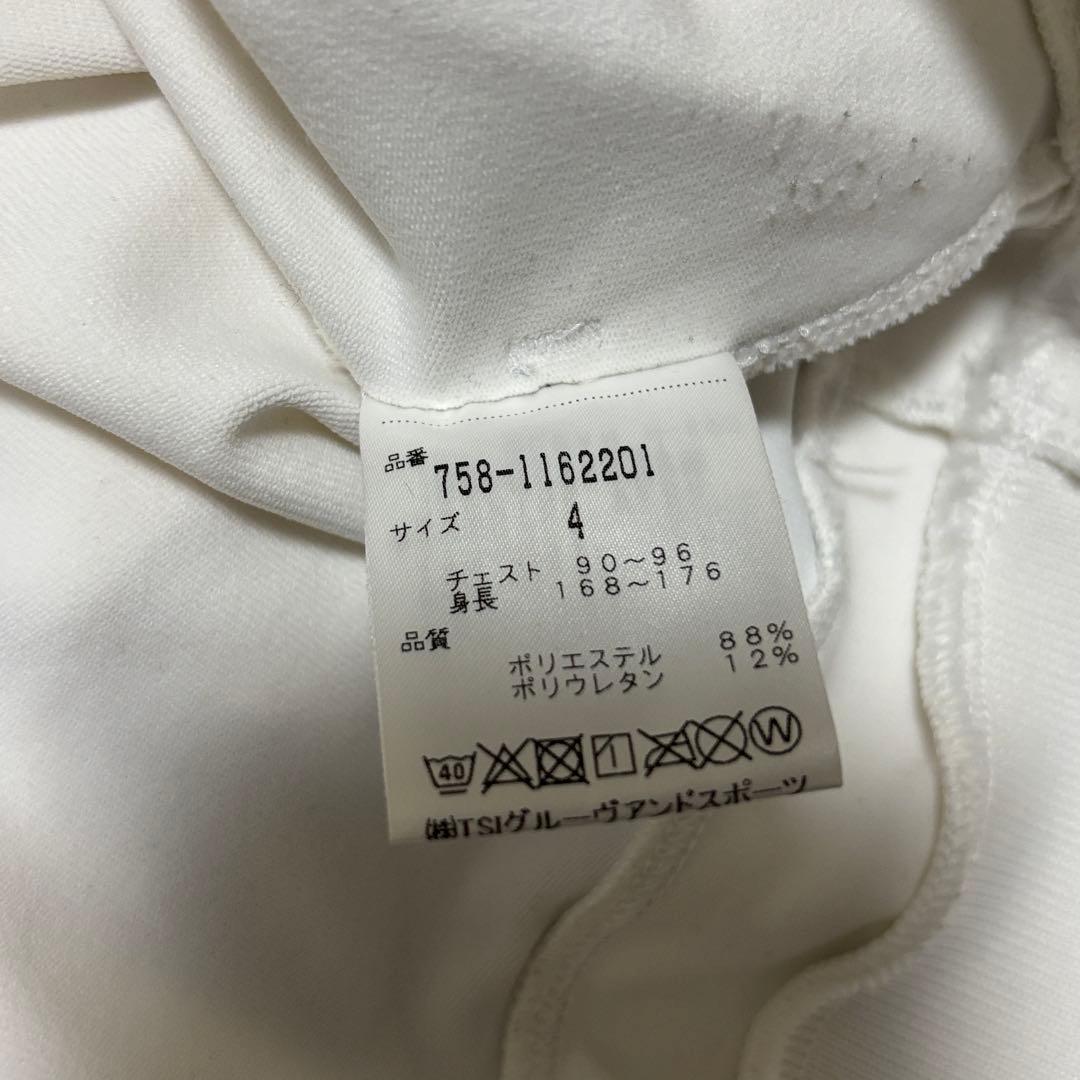 品番 758-1162201
サイズ 4
チェスト 90～96
身長 168～176
品質
ポリエステル 88%
ポリウレタン 12%
40 W
㈱TSIグルーヴアンドスポーツ